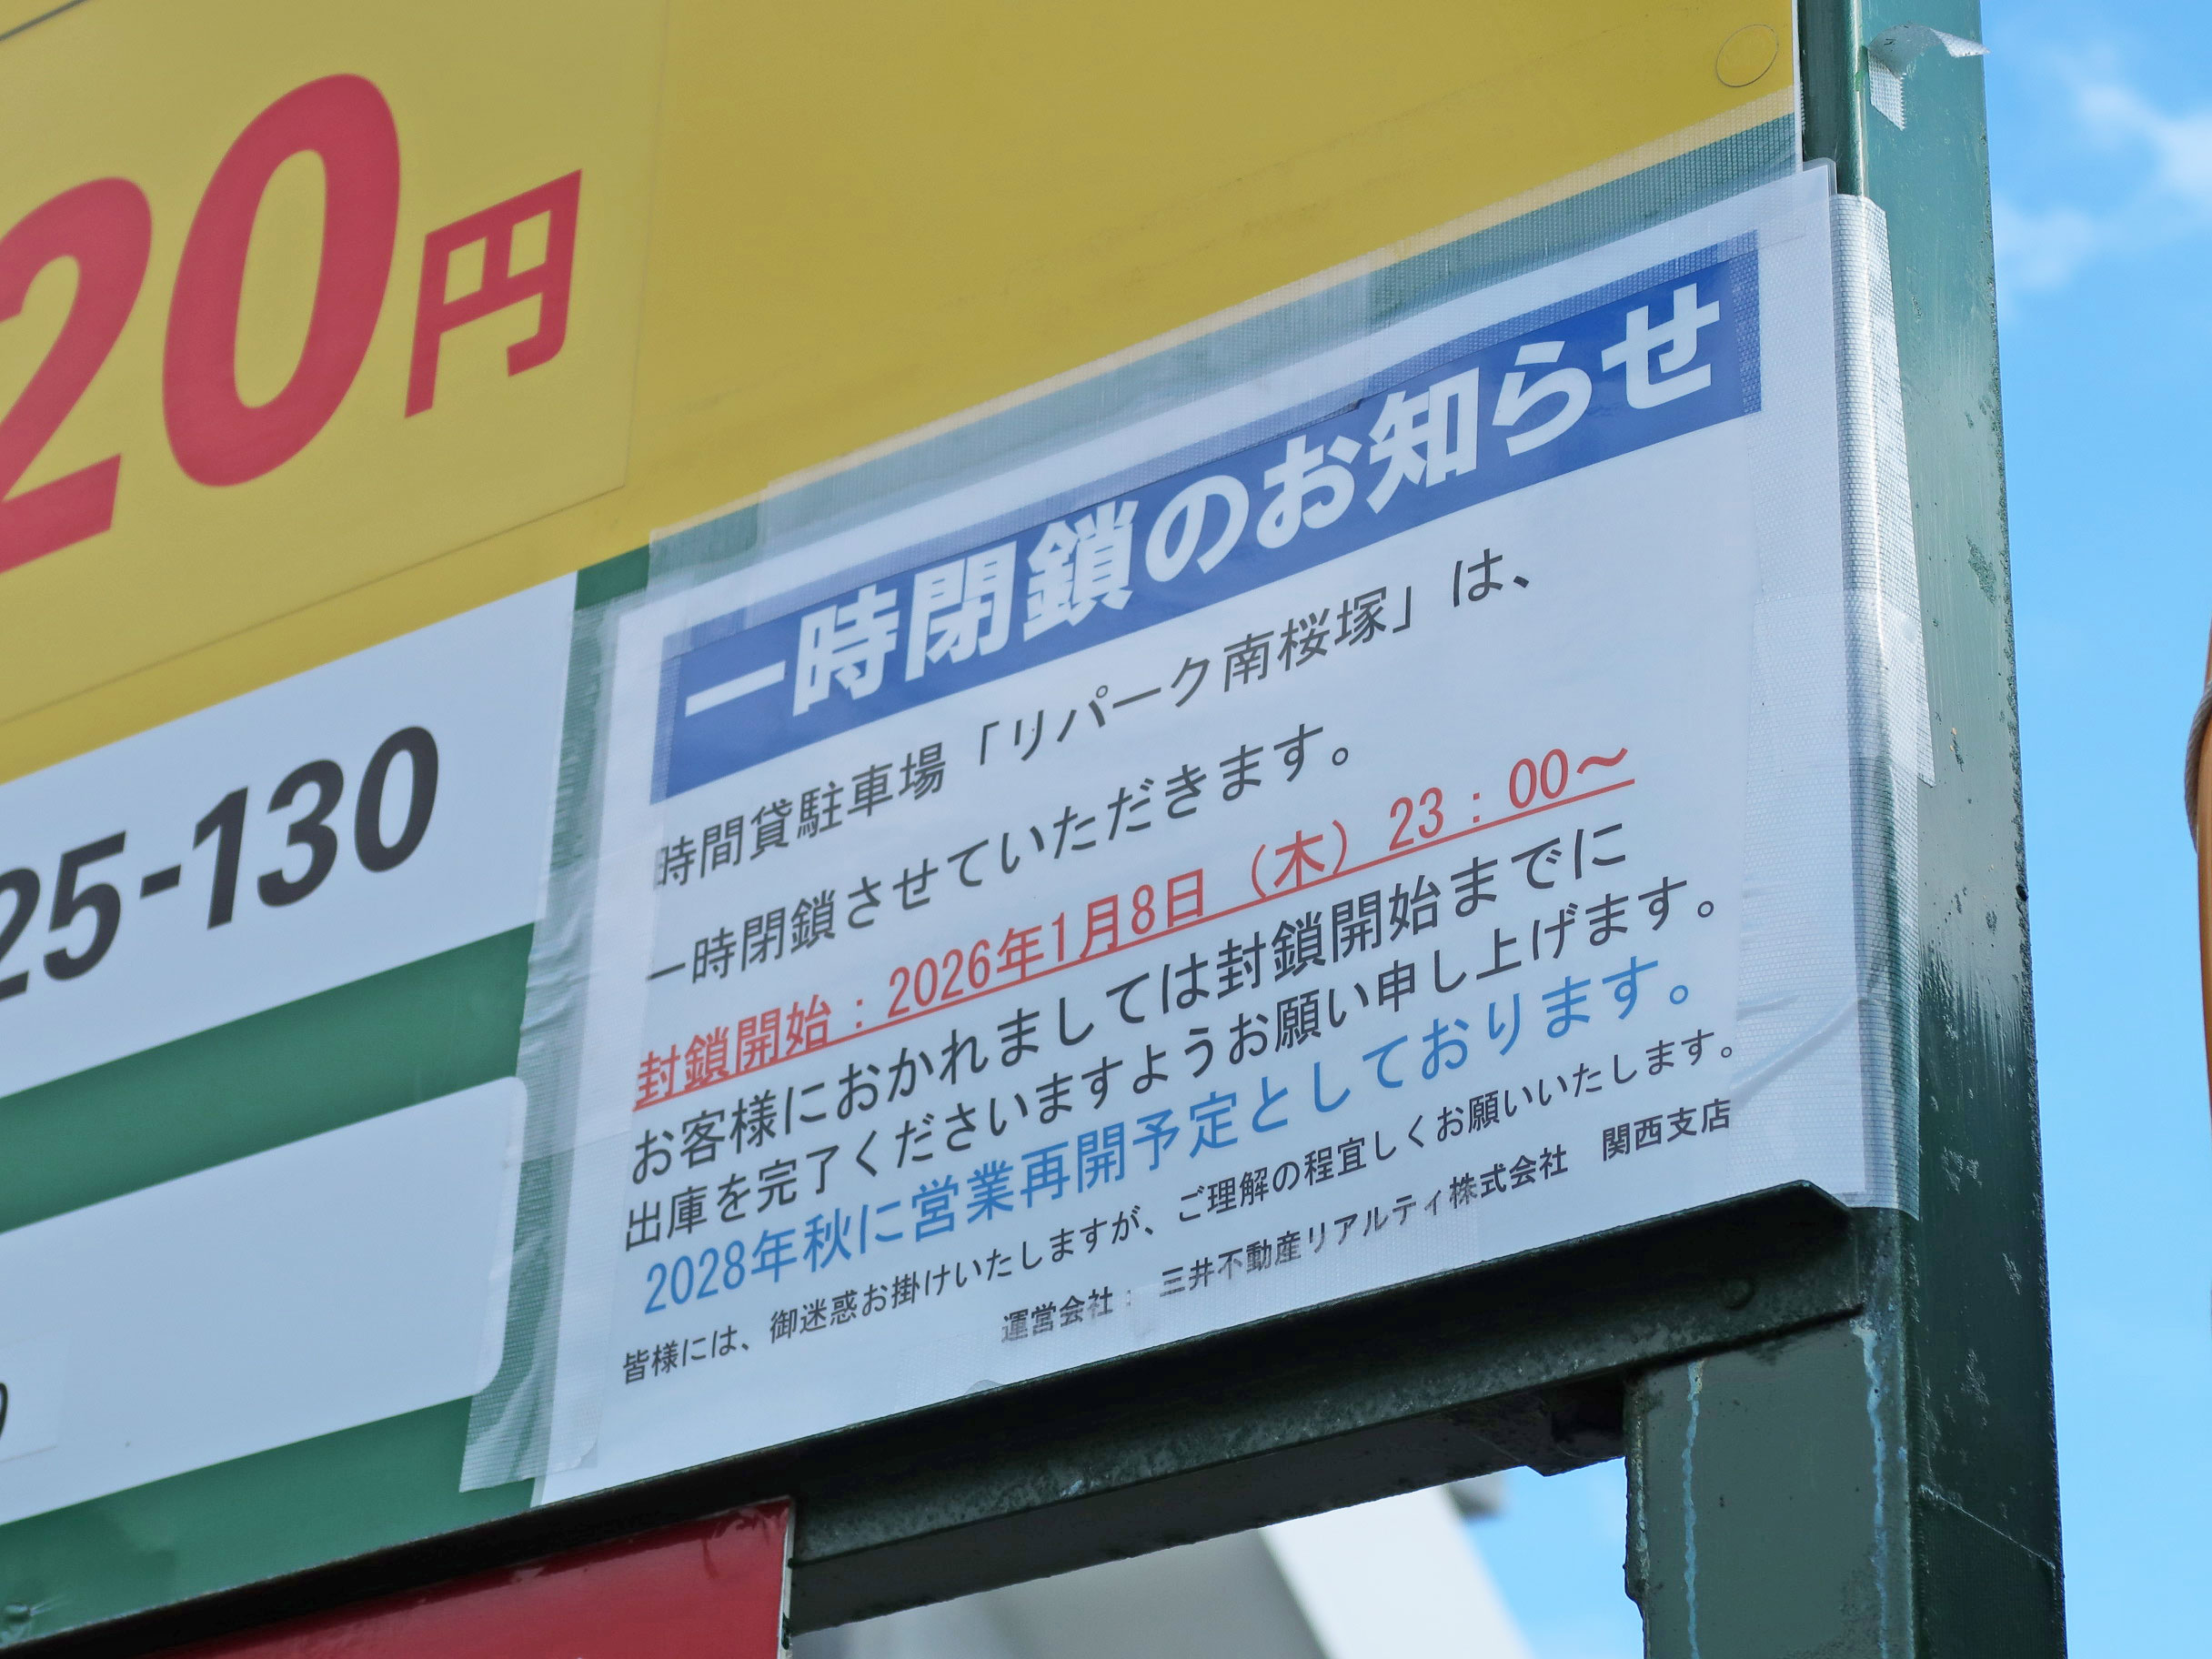 20円
25-130
一時閉鎖のお知らせ
時間貸駐車場「リパーク南桜塚」は、
一時閉鎖させていただきます。
封鎖開始：2026年1月8日（木）23：00～
お客様におかれましては封鎖開始までに
出庫を完了くださいますようお願い申し上げます。
2028年秋に営業再開予定としております。
皆様には、御迷惑お掛けいたしますが、ご理解の程宜しくお願いいたします。
運営会社： 三井不動産リアルティ株式会社 関西支店